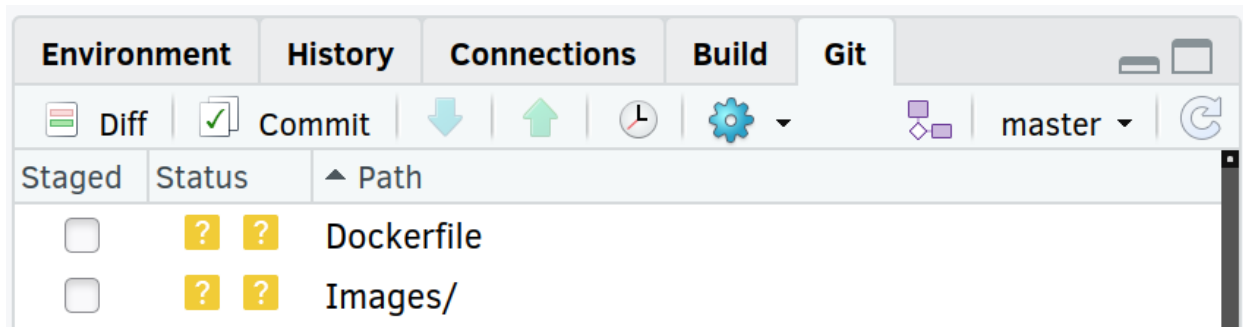 Environment History Connections Build Git
Diff Commit master
Staged Status Path
? ? Dockerfile
? ? Images/